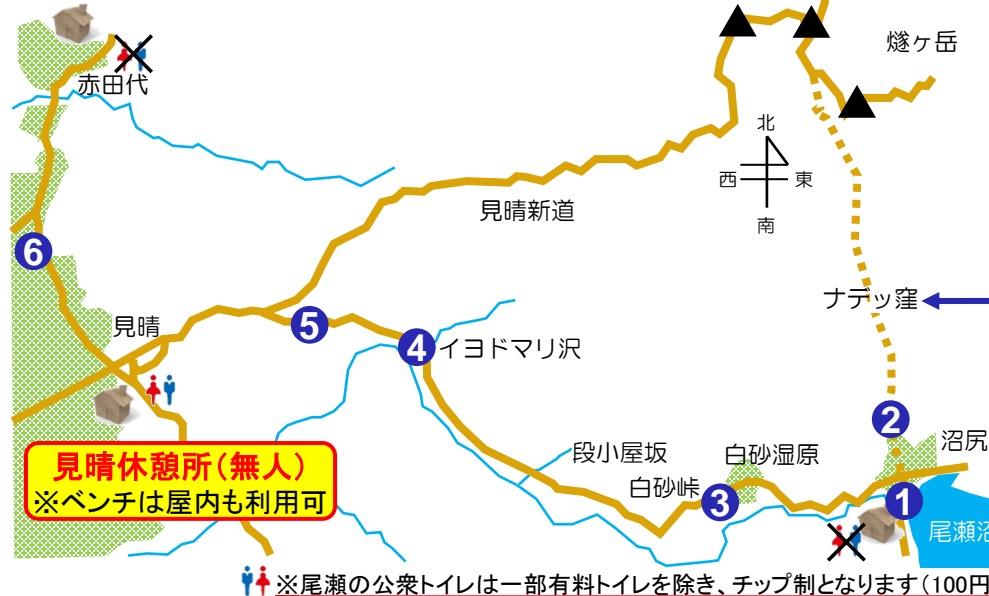 燧ヶ岳
赤田代
北
西 東
南
見晴新道
ナデッ窪
6
見晴
5
4
イヨドマリ沢
2
沼尻
段小屋坂
白砂湿原
見晴休憩所(無人)
※ベンチは屋内も利用可
白砂峠
3
1
尾瀬沼
※尾瀬の公衆トイレは一部有料トイレを除き、チップ制となります(100円